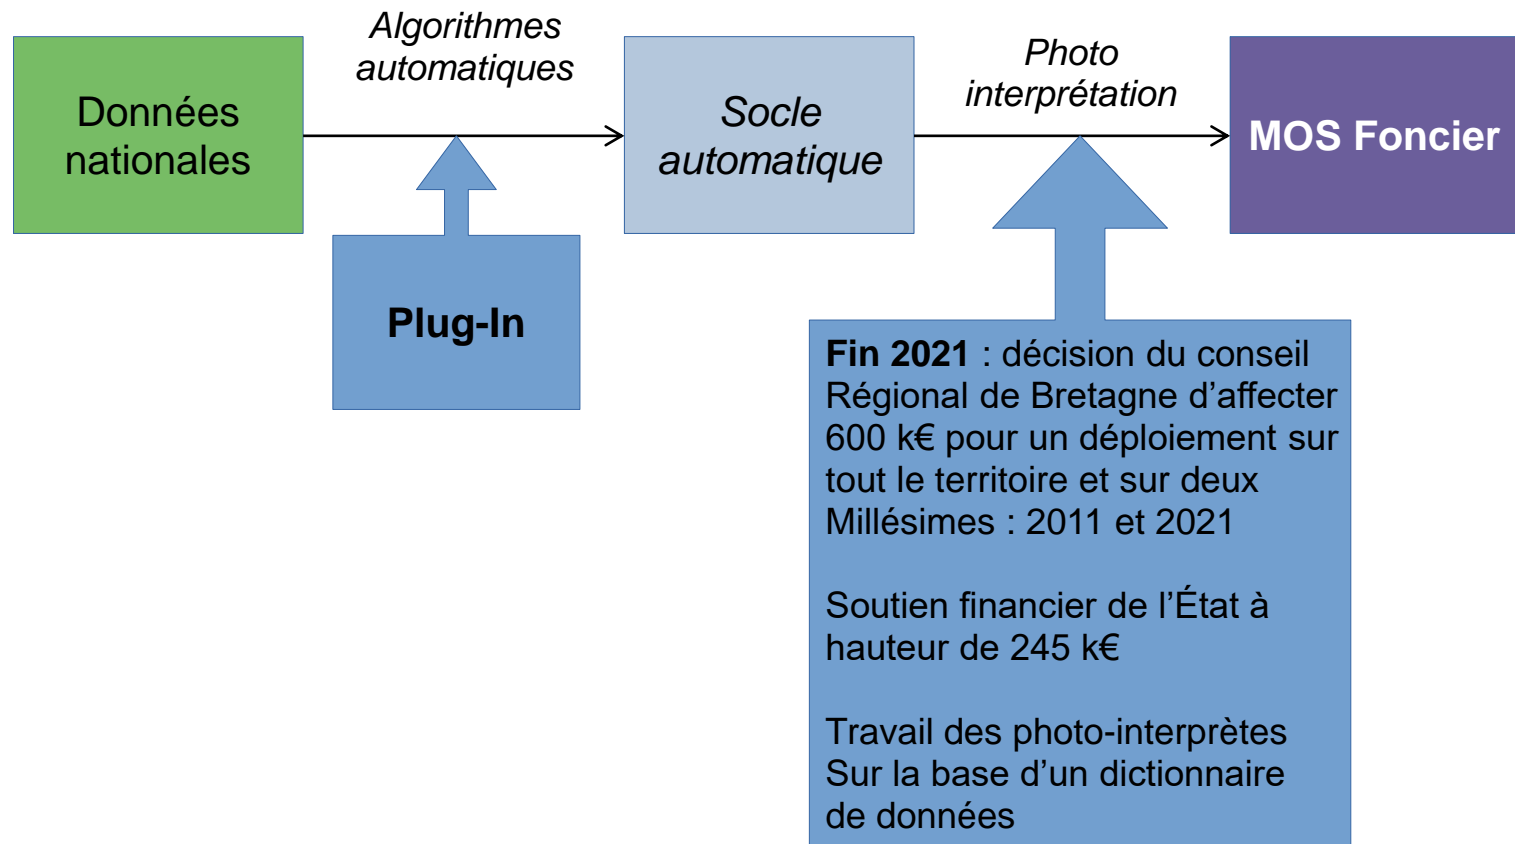 Algorithmes
automatiques
Photo
interprétation
Données
nationales
Socle
automatique
MOS Foncier
Plug-In
Fin 2021 : décision du conseil
Régional de Bretagne d’affecter
600 k€ pour un déploiement sur
tout le territoire et sur deux
Millésimes : 2011 et 2021
Soutien financier de l’État à
hauteur de 245 k€
Travail des photo-interprètes
Sur la base d’un dictionnaire
de données